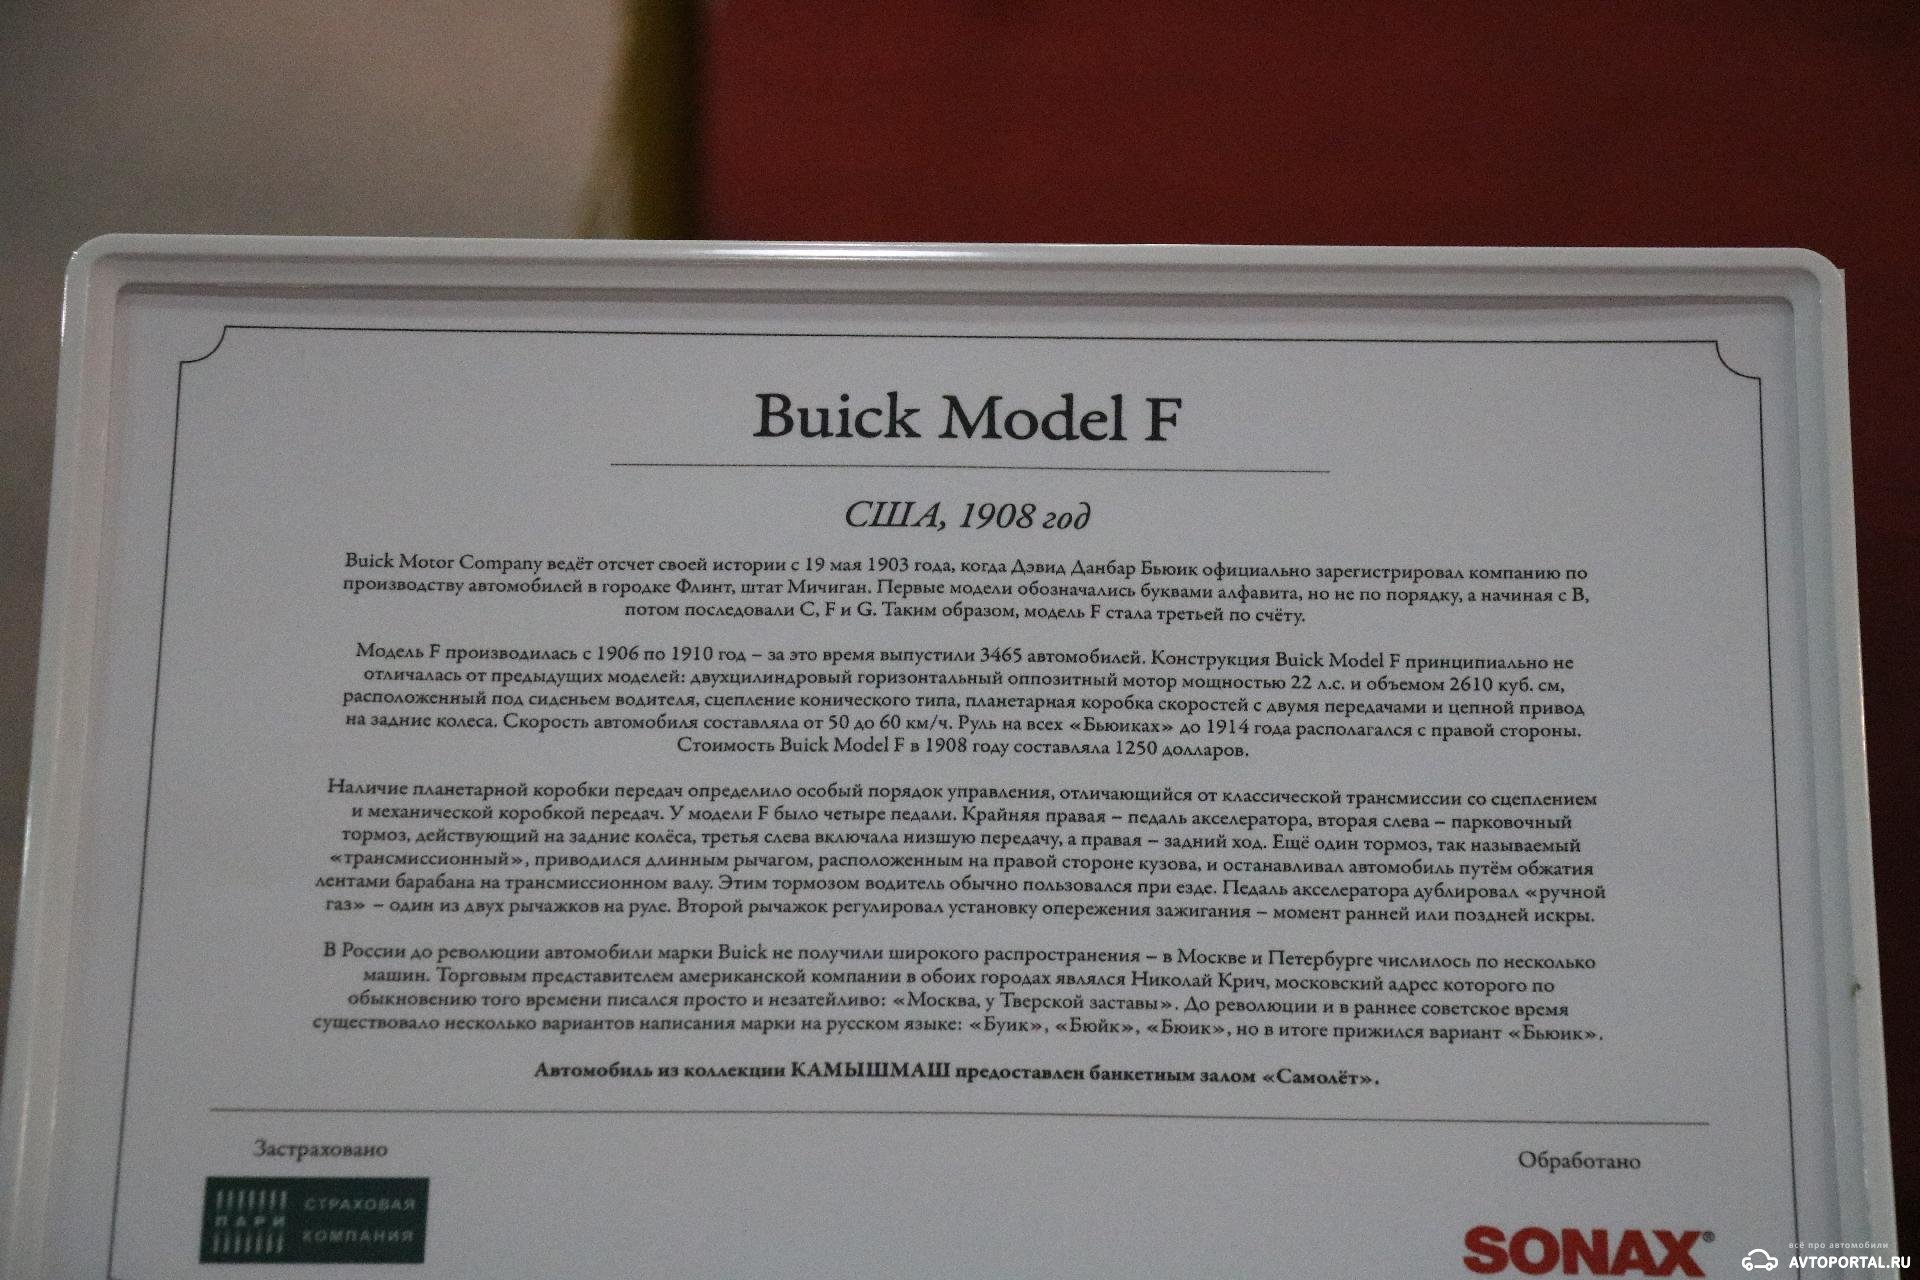 Buick Model F
США, 1908 год
Buick Motor Company ведёт отсчет своей истории с 19 мая 1903 года, когда Дэвид Данбар Бьюик официально зарегистрировал компанию по
производству автомобилей в городке Флинт, штат Мичиган. Первые модели обозначались буквами алфавита, но не по порядку, а начиная с B,
потом последовали C, F и G. Таким образом, модель F стала третьей по счёту.
Модель F производилась с 1906 по 1910 год – за это время выпустили 3465 автомобилей. Конструкция Buick Model F принципиально не
отличалась от предыдущих моделей: двухцилиндровый горизонтальный оппозитный мотор мощностью 22 л.с. и объемом 2610 куб. см,
расположенный под сиденьем водителя, сцепление конического типа, планетарная коробка скоростей с двумя передачами и цепной привод
на задние колеса. Скорость автомобиля составляла от 50 до 60 км/ч. Руль на всех «Бьюиках» до 1914 года располагался с правой стороны.
Стоимость Buick Model F в 1908 году составляла 1250 долларов.
Наличие планетарной коробки передач определило особый порядок управления, отличающийся от классической трансмиссии со сцеплением
и механической коробкой передач. У модели F было четыре педали. Крайняя правая – педаль акселератора, вторая слева – парковочный
тормоз, действующий на задние колёса, третья слева включала низшую передачу, а правая – задний ход. Ещё один тормоз, так называемый
«трансмиссионный», приводился длинным рычагом, расположенным на правой стороне кузова, и останавливал автомобиль путём обжатия
лентами барабана на трансмиссионном валу. Этим тормозом водитель обычно пользовался при езде. Педаль акселератора дублировал «ручной
газ» – один из двух рычажков на руле. Второй рычажок регулировал установку опережения зажигания – момент ранней или поздней искры.
В России до революции автомобили марки Buick не получили широкого распространения – в Москве и Петербурге числилось по несколько
машин. Торговым представителем американской компании в обоих городах являлся Николай Крич, московский адрес которого по
обыкновению того времени писался просто и незатейливо: «Москва, у Тверской заставы». До революции и в раннее советское время
существовало несколько вариантов написания марки на русском языке: «Буик», «Бюйк», «Бюик», но в итоге прижился вариант «Бьюик».
Автомобиль из коллекции КАМЫШМАШ предоставлен банкетным залом «Самолёт».
Застраховано
Обработано
ПАРИ
СТРАХОВАЯ
КОМПАНИЯ
SONAX®
всё про автомобили
AVTOPORTAL.RU